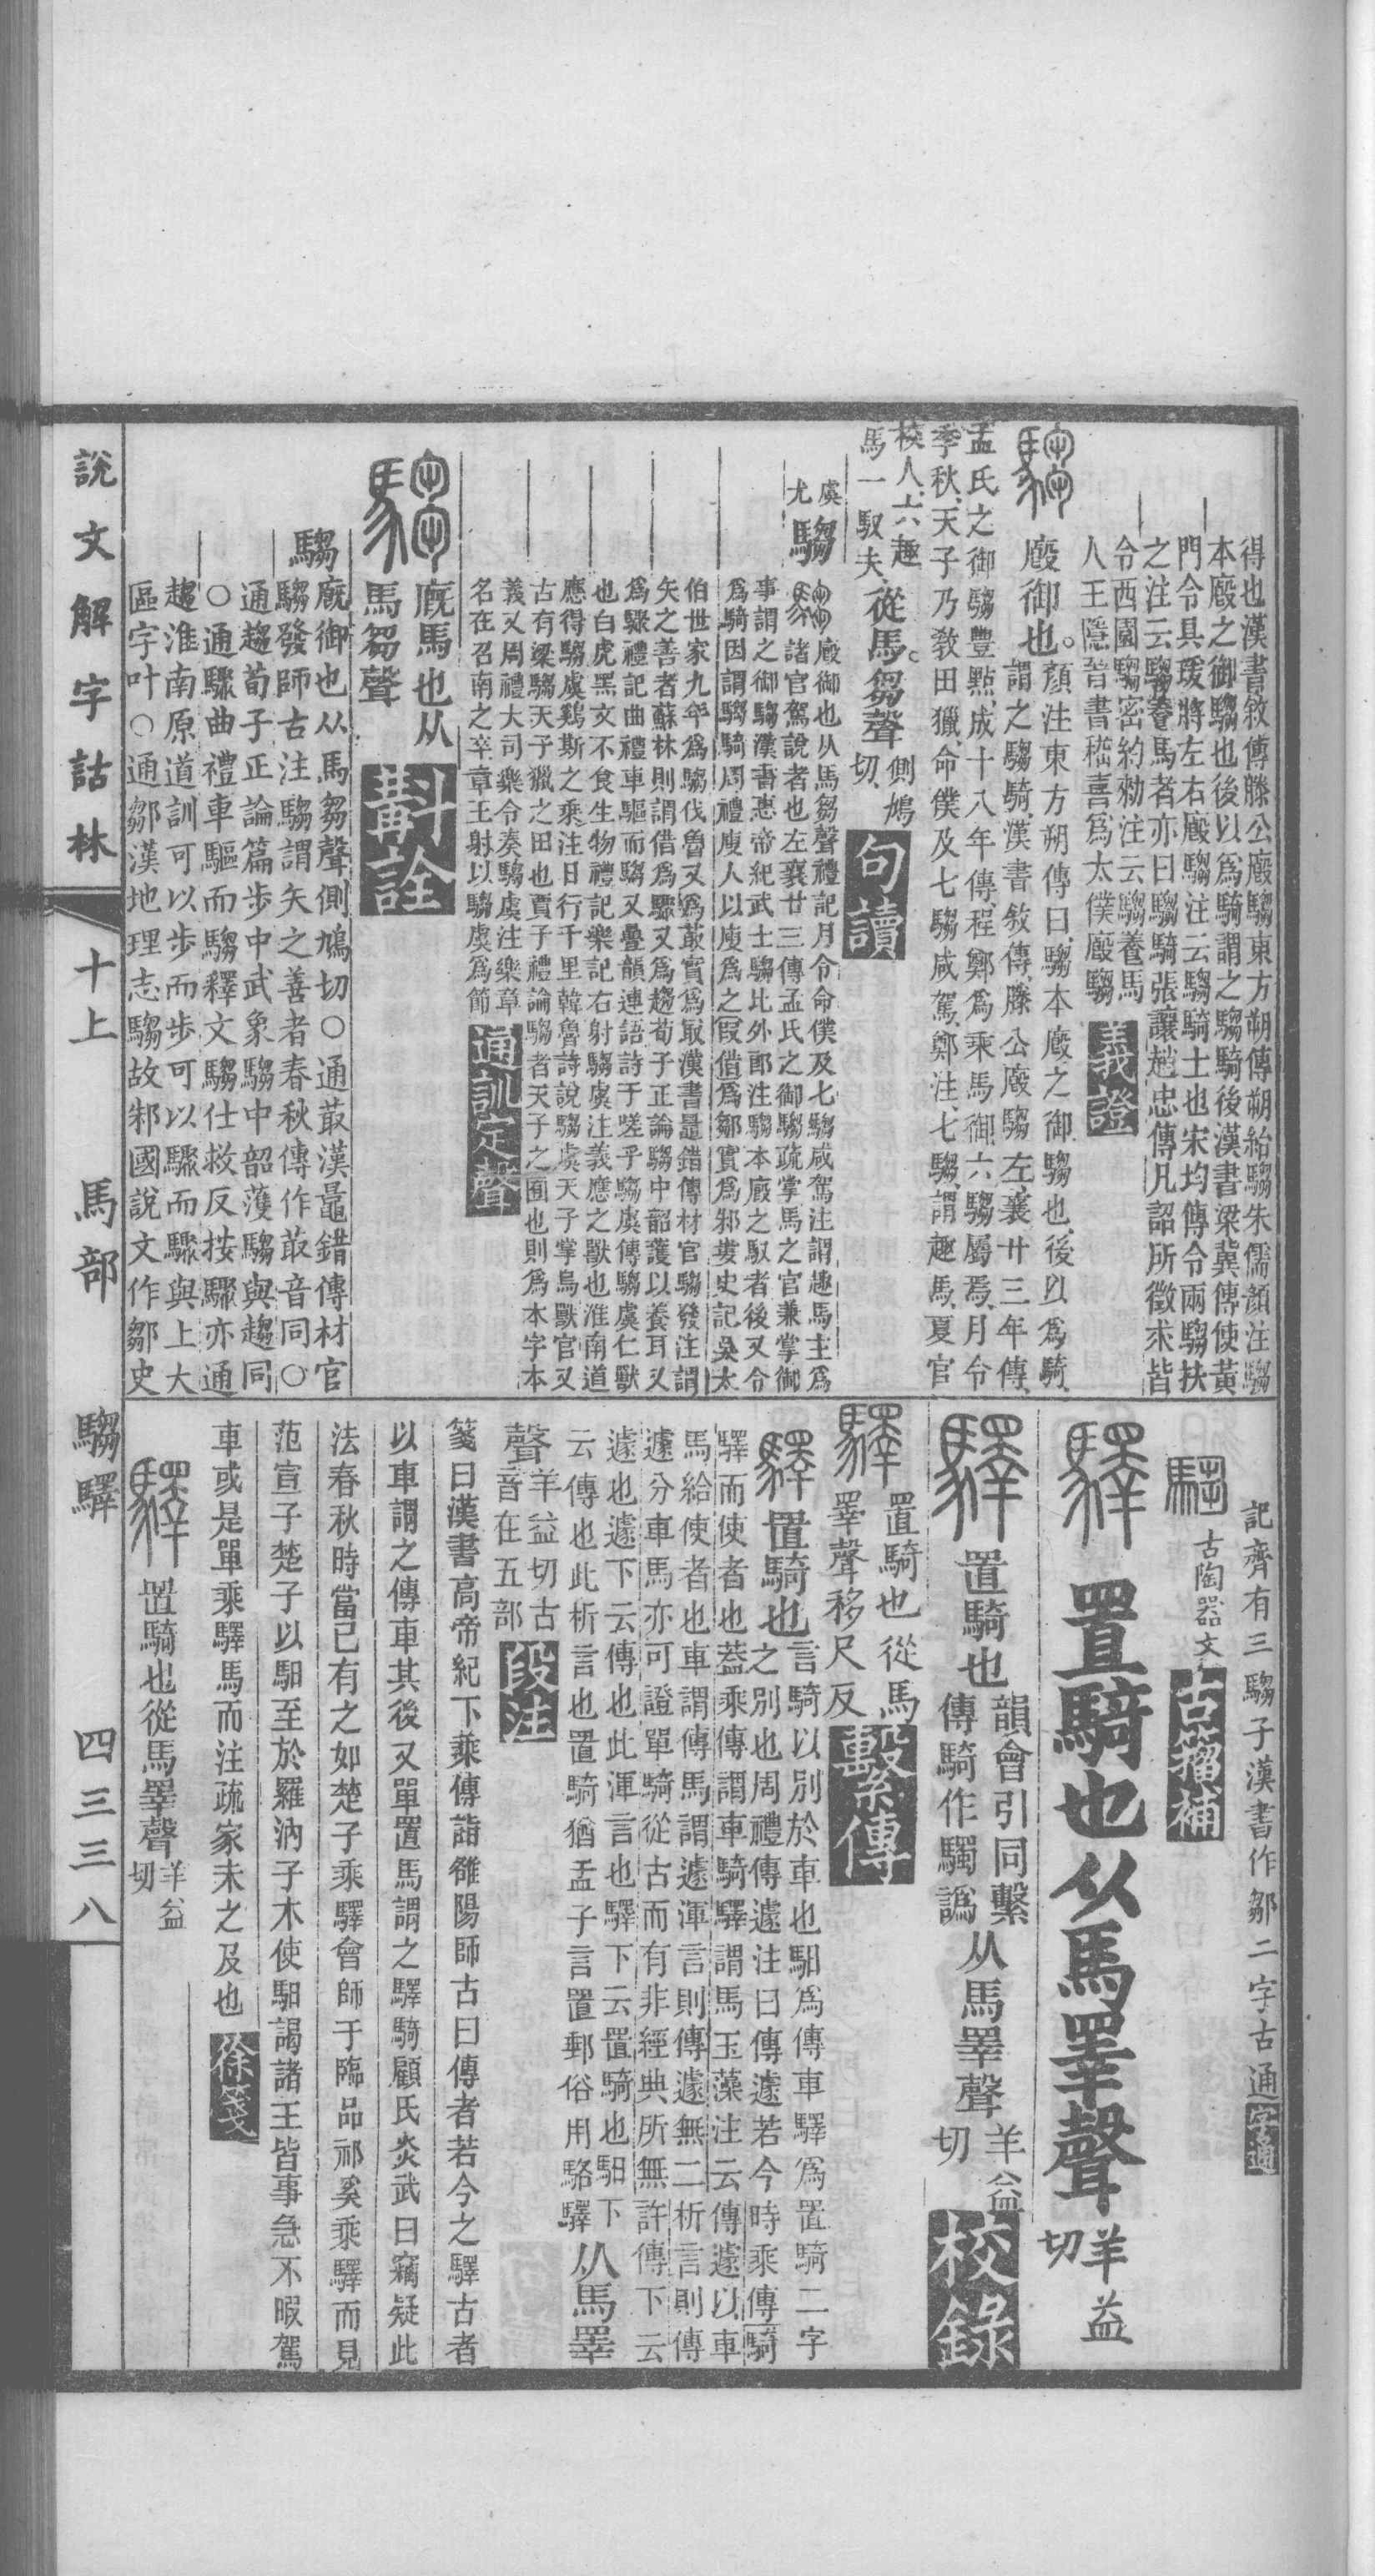 得也漢書敘傳滕公廄騶東方朔傳朔紿騶朱儒顏注騶
本廄之御騶也後以爲騎謂之騶騎後漢書梁冀傳使黃
門令具瑗將左右廄騶注云騶騎士也宋均傳令兩騶扶
之注云騶養馬者亦曰騶騎張讓趙忠傳凡詔所徵求皆
令西園騶密約勑注云騶養馬
人王隱晉書嵇喜爲太僕廄騶
義證
廄御也。
顏注東方朔傳曰、騶本廄之御騶也、後以爲騎、
謂之騶騎、漢書敘傳、滕公廄騶、左襄廿三年傳、
孟氏之御騶豐點、成十八年傳、程鄭爲乘馬御、六騶屬焉、月令
季秋、天子乃教田獵、命僕及七騶咸駕、鄭注、七騶、謂趣馬、夏官
校人、六趣
馬一馭夫、
從馬。芻聲
側鳩
切、
句讀
虞
尤
騶
廄御也从馬芻聲禮記月令命僕及七騶咸駕注謂趣馬主爲
諸官駕說者也左襄廿三傳孟氏之御騶疏掌馬之官兼掌御
事謂之御騶漢書惠帝紀武士騶比外郎注騶本廄之馭者後又令
爲騎因謂騶騎周禮廋人以廋爲之叚借爲鄒實爲邾婁史記吳太
伯世家九年爲騶伐魯又爲菆實爲冣漢書鼂錯傳材官騶發注謂
矢之善者蘇林則謂借爲驟又爲趨荀子正論騶中韶護以養耳又
爲驟禮記曲禮車驅而騶又疊韻連語詩于嗟乎騶虞傳騶虞仁獸
也白虎黑文不食生物禮記樂記右射騶虞注義應之獸也淮南道
應得騶虞雞斯之乘注日行千里韓魯詩說騶虞天子掌鳥獸官又
古有梁騶天子獵之田也賈子禮論騶者天子之囿也則爲本字本
義又周禮大司樂令奏騶虞注樂章
名在召南之卒章王射以騶虞爲節
通訓定聲
廄馬也从
馬芻聲
斠詮
騶
廄御也从馬芻聲側鳩切○通菆漢鼂錯傳材官
騶發師古注騶謂矢之善者春秋傳作菆音同○
通趨荀子正論篇步中武象騶中韶濩騶與趨同
○通驟曲禮車驅而騶釋文騶仕救反按驟亦通
趨淮南原道訓可以步而步可以驟而驟與上大
區字叶○通鄒漢地理志騶故邾國說文作鄒史
記齊有三騶子漢書作鄒二字古通
字通
古陶器文
古籀補
置騎也从馬睪聲
羊益
切
置騎也
韻會引同繫
傳騎作驛譌
从馬睪聲
羊益
切
校錄
置騎也從馬
睪聲移尺反
繫傳
置騎也
言騎以別於車也馹爲傳車驛爲置騎二字
之別也周禮傳遽注曰傳遽若今時乘傳騎
驛而使者也葢乘傳謂車騎驛謂馬玉藻注云傳遽以車
馬給使者也車謂傳馬謂遽渾言則傳遽無二析言則傳
遽分車馬亦可證單騎從古而有非經典所無許傳下云
遽也遽下云傳也此渾言也驛下云置騎也馹下
云傳也此析言也置騎猶孟子言置郵俗用駱驛
从馬睪
聲
羊益切古
音在五部
段注
箋曰漢書高帝紀下乘傳詣雒陽師古曰傳者若今之驛古者
以車謂之傳車其後又單置馬謂之驛騎顧氏炎武曰竊疑此
法春秋時當已有之如楚子乘驛會師于臨品祁奚乘驛而見
范宣子楚子以馹至於羅汭子木使馹謁諸王皆事急不暇駕
車或是單乘驛馬而注疏家未之及也
徐箋
置騎也從馬睪聲
羊益
切
說文解字詁林
十上
馬部
騶驛
四三三八